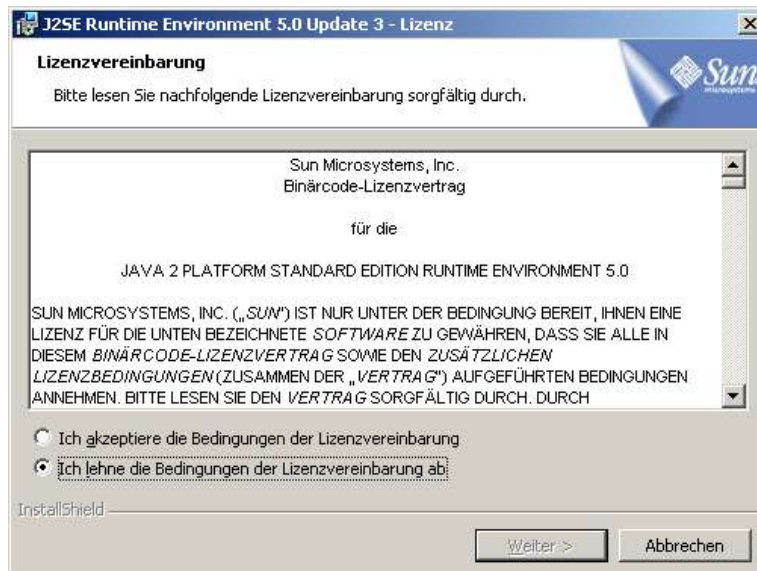 J2SE Runtime Environment 5.0 Update 3 - Lizenz
Lizenzvereinbarung
Bitte lesen Sie nachfolgende Lizenzvereinbarung sorgfältig durch.
Sun
microsystems
Sun Microsystems, Inc.
Binärcode-Lizenzvertrag
für die
JAVA 2 PLATFORM STANDARD EDITION RUNTIME ENVIRONMENT 5.0
SUN MICROSYSTEMS, INC. („SUN") IST NUR UNTER DER BEDINGUNG BEREIT, IHNEN EINE
LIZENZ FÜR DIE UNTEN BEZEICHNETE SOFTWARE ZU GEWÄHREN, DASS SIE ALLE IN
DIESEM BINÄRCODE-LIZENZVERTRAG SOWIE DEN ZUSÄTZLICHEN
LIZENZBEDINGUNGEN (ZUSAMMEN DER „VERTRAG") AUFGEFÜHRTEN BEDINGUNGEN
ANNEHMEN. BITTE LESEN SIE DEN VERTRAG SORGFÄLTIG DURCH. DURCH
Ich akzeptiere die Bedingungen der Lizenzvereinbarung
Ich lehne die Bedingungen der Lizenzvereinbarung ab
InstallShield
Weiter >
Abbrechen